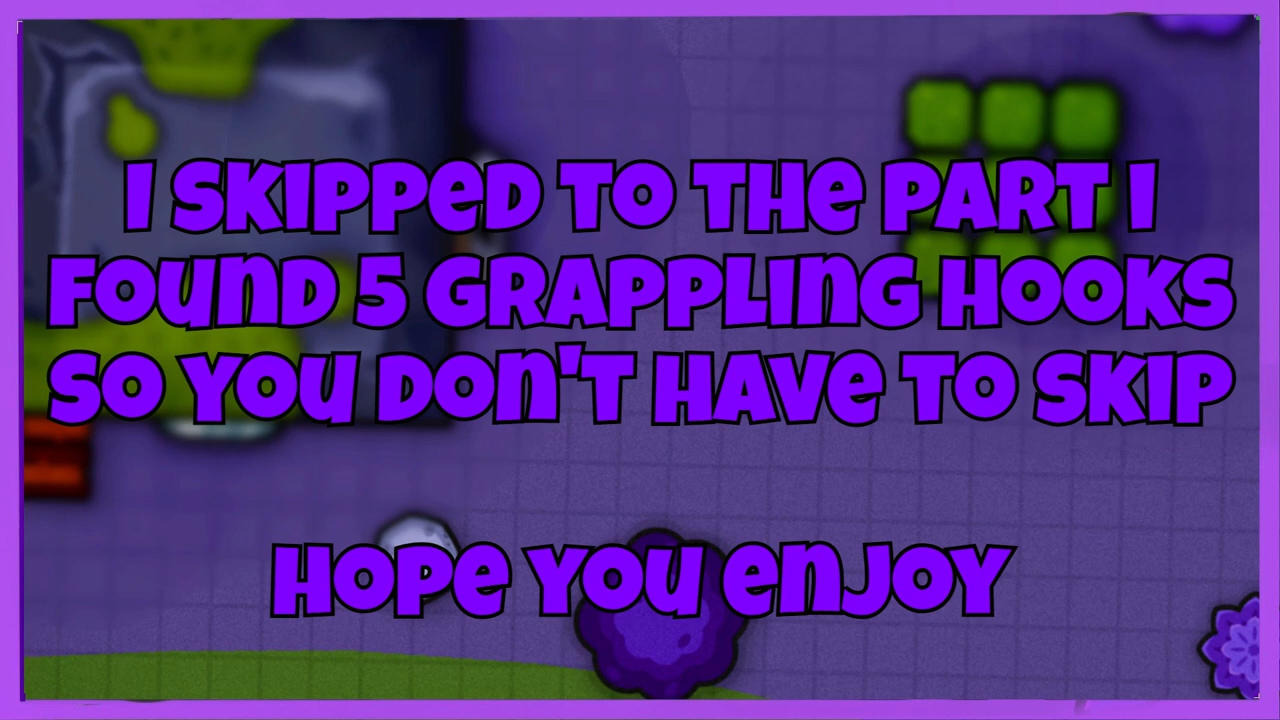 I SKIPPED TO THE PART I
FOUND 5 GRAPPLING HOOKS
SO YOU DON'T HAVE TO SKIP
HOPE YOU ENJOY